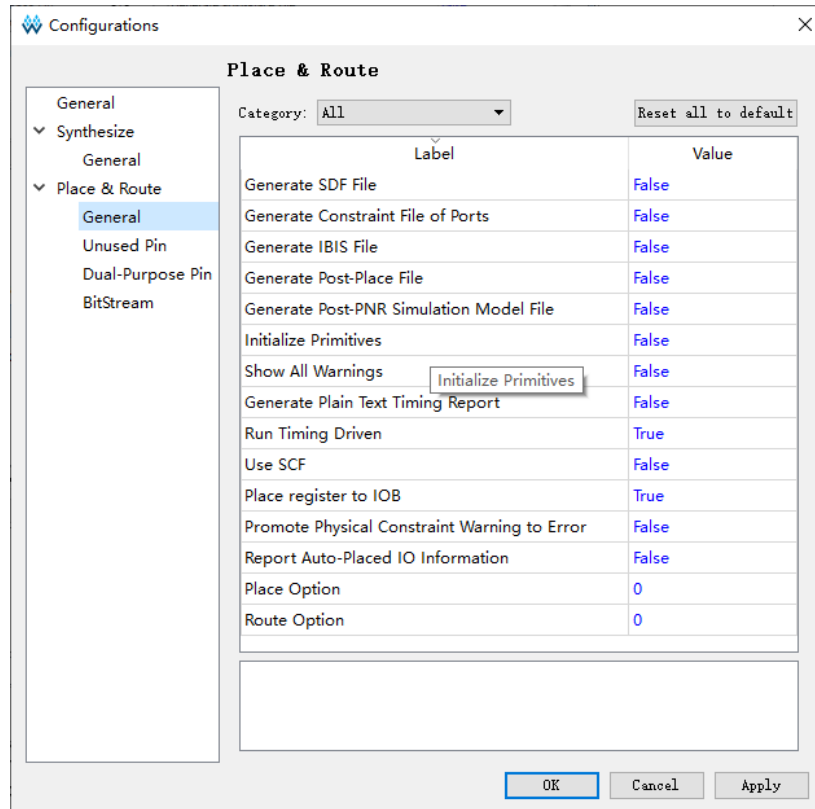 Configurations
Place & Route
General
Synthesize
General
Place & Route
General
Unused Pin
Dual-Purpose Pin
BitStream
Category: All Reset all to default
Label Value
Generate SDF File False
Generate Constraint File of Ports False
Generate IBIS File False
Generate Post-Place File False
Generate Post-PNR Simulation Model File False
Initialize Primitives False
Show All Warnings False
Initialize Primitives
Generate Plain Text Timing Report False
Run Timing Driven True
Use SCF False
Place register to IOB True
Promote Physical Constraint Warning to Error False
Report Auto-Placed IO Information False
Place Option 0
Route Option 0
OK Cancel Apply